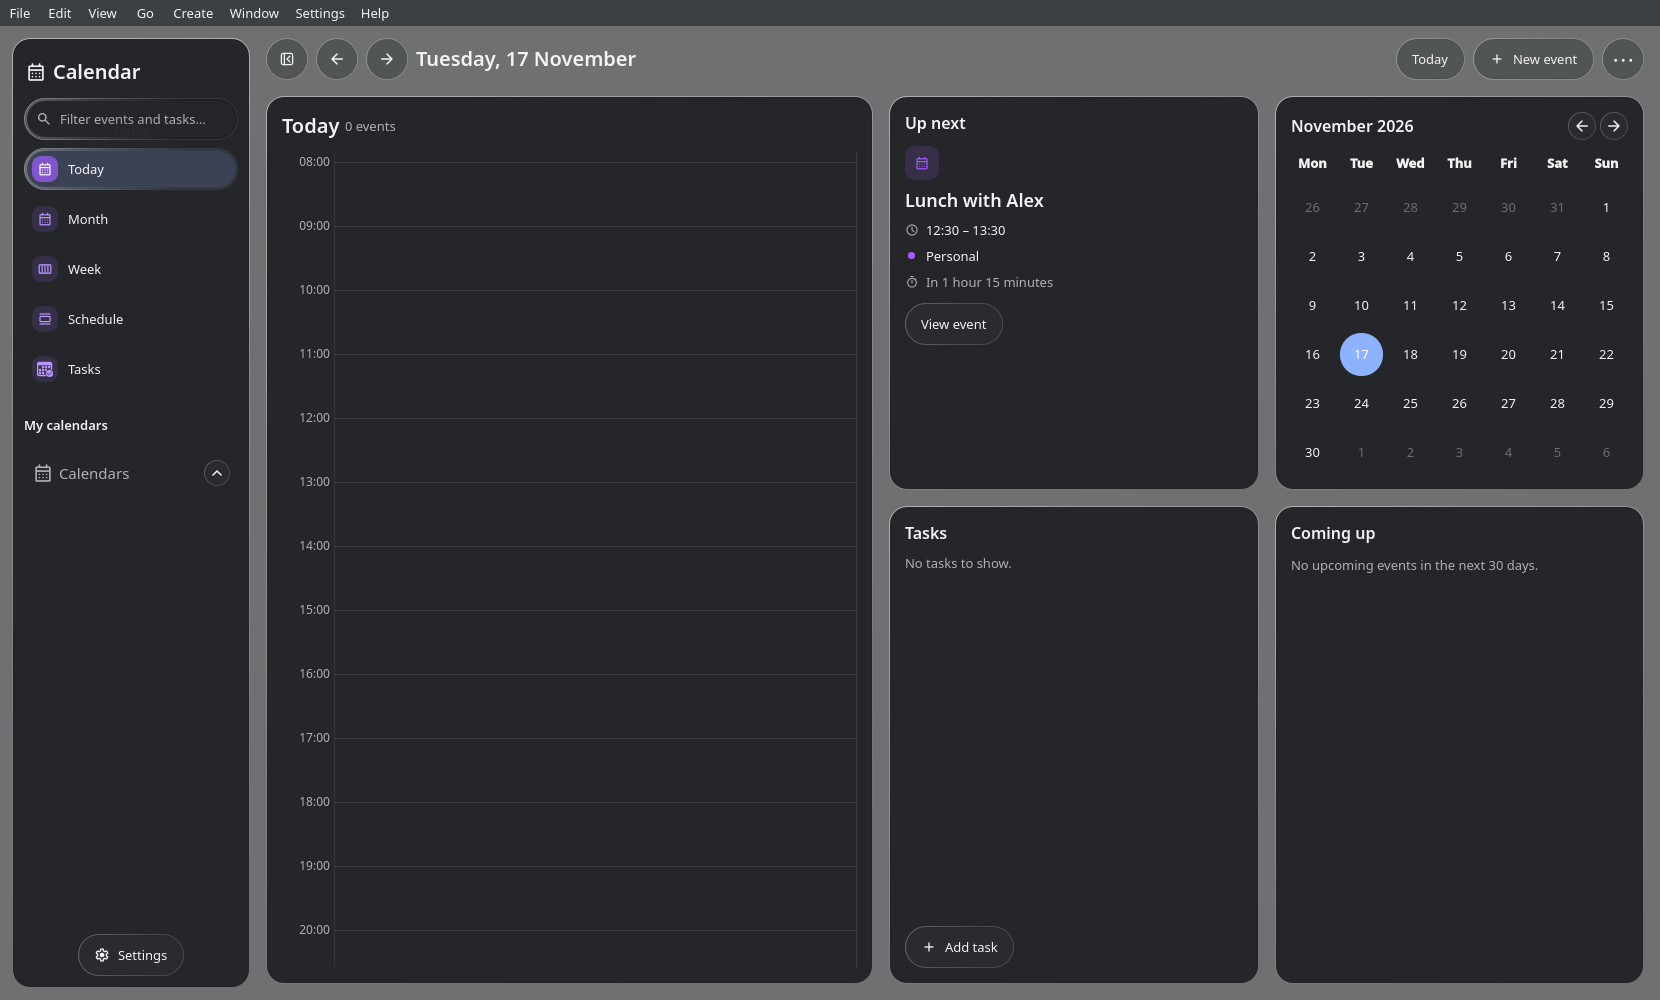 File Edit View Go Create Window Settings Help
Calendar
Filter events and tasks...
Today
Today
Month
Week
Schedule
Tasks
My calendars
Calendars
Settings
Tuesday, 17 November
Today
+ New event
...
Today 0 events
08:00
09:00
10:00
11:00
12:00
13:00
14:00
15:00
16:00
17:00
18:00
19:00
20:00
Up next
Lunch with Alex
12:30 – 13:30
Personal
In 1 hour 15 minutes
View event
November 2026
Mon Tue Wed Thu Fri Sat Sun
26 27 28 29 30 31 1
2 3 4 5 6 7 8
9 10 11 12 13 14 15
16 17 18 19 20 21 22
23 24 25 26 27 28 29
30 1 2 3 4 5 6
Tasks
No tasks to show.
+ Add task
Coming up
No upcoming events in the next 30 days.